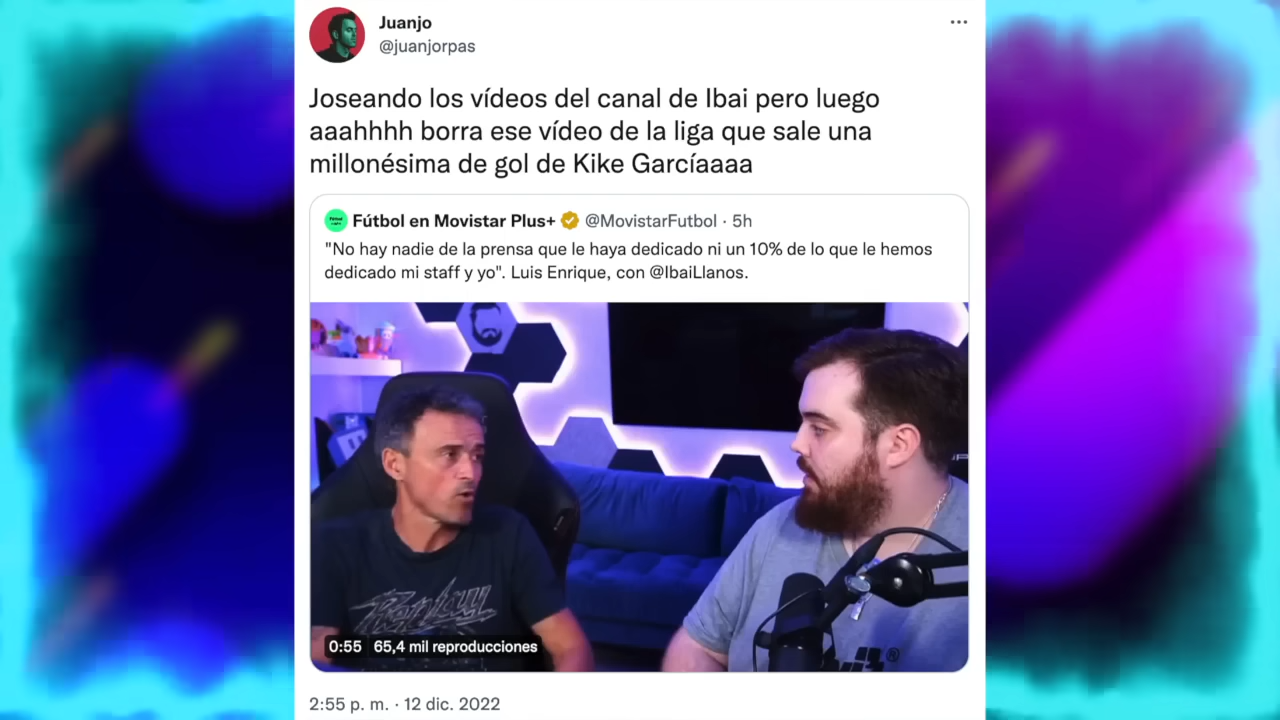 Juanjo
@juanjorpas
Joseando los vídeos del canal de Ibai pero luego
aaahhhh borra ese vídeo de la liga que sale una
millonésima de gol de Kike Garcíaaaa
Fútbol en Movistar Plus+ @MovistarFutbol · 5h
"No hay nadie de la prensa que le haya dedicado ni un 10% de lo que le hemos
dedicado mi staff y yo". Luis Enrique, con @IbaiLlanos.
Replay
0:55 65,4 mil reproducciones
2:55 p. m. · 12 dic. 2022